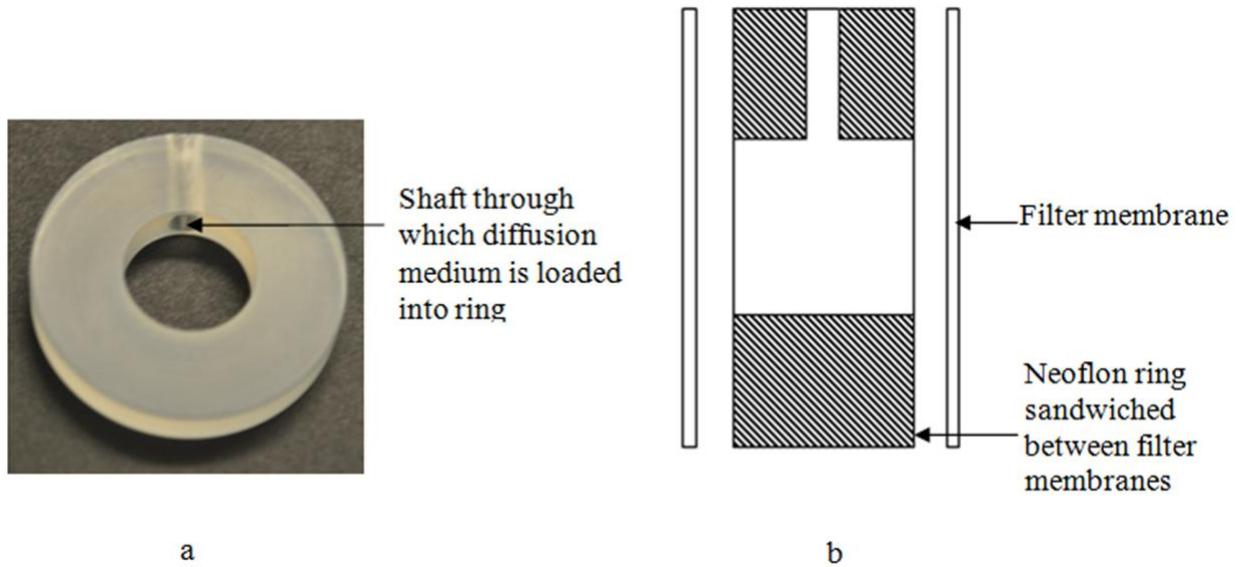 Shaft through
which diffusion
medium is loaded
into ring
Filter membrane
Neoflon ring
sandwiched
between filter
membranes
a
b